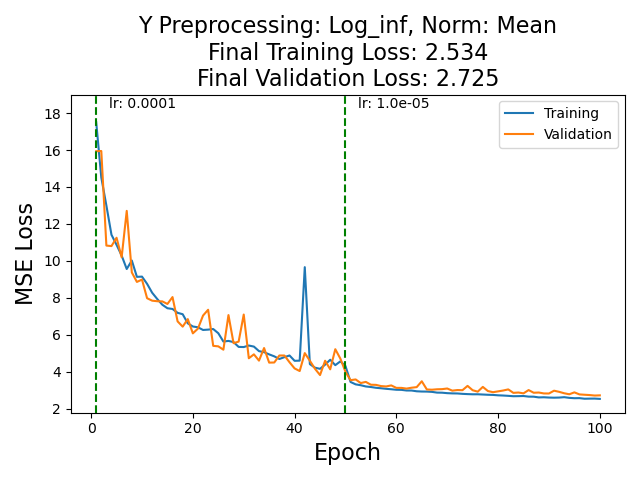 Y Preprocessing: Log_inf, Norm: Mean
Final Training Loss: 2.534
Final Validation Loss: 2.725
lr: 0.0001
lr: 1.0e-05
Training
Validation
18
16
14
12
10
8
6
4
2
MSE Loss
0
20
40
60
80
100
Epoch